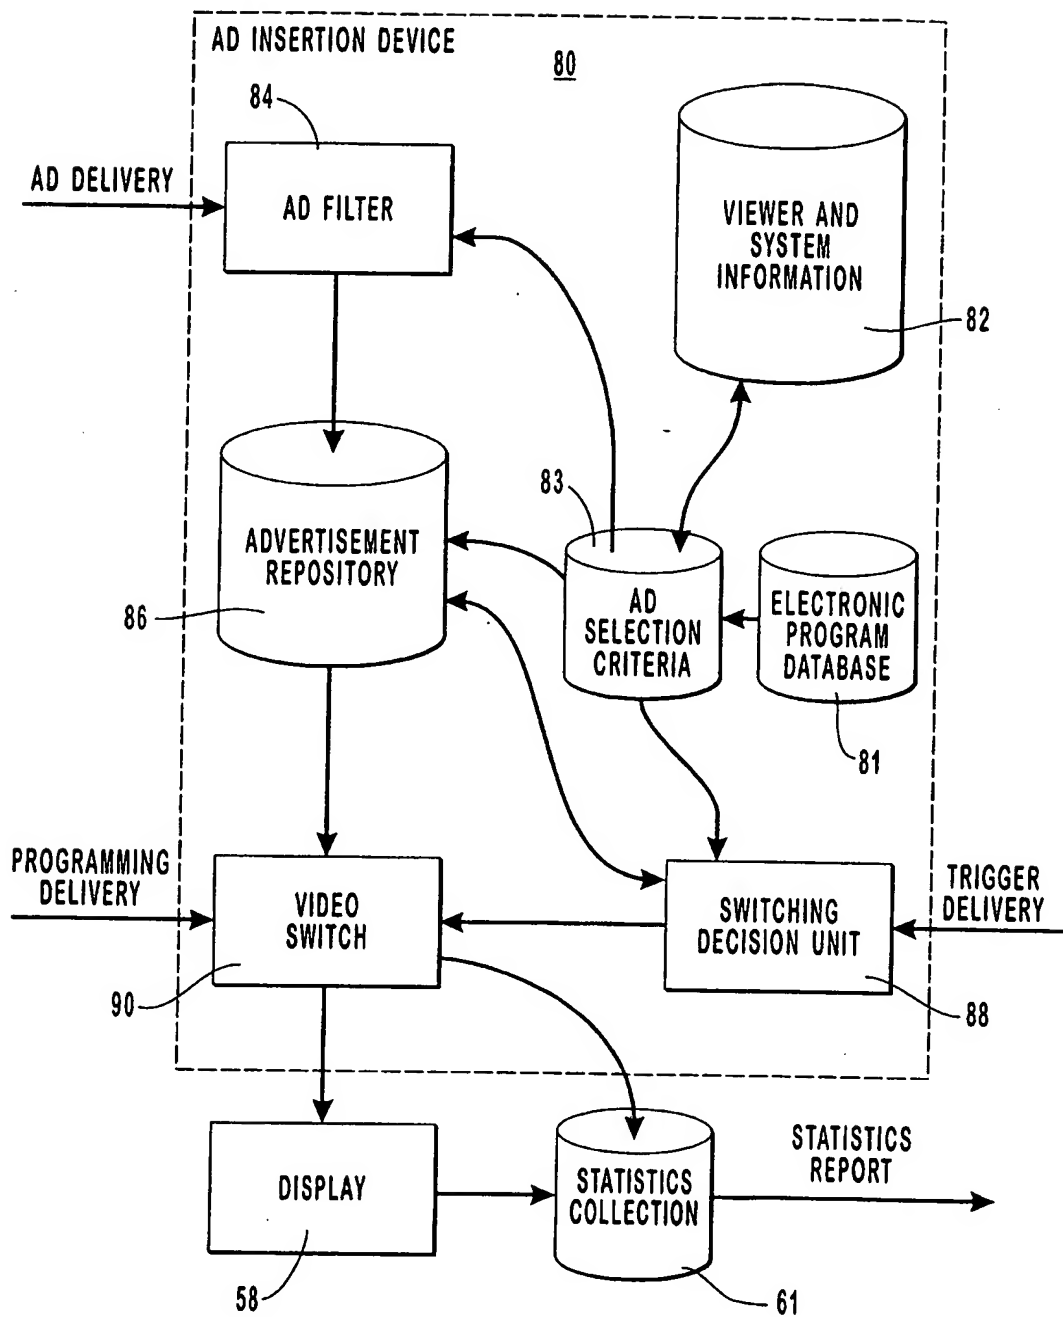 AD INSERTION DEVICE
80
84
AD DELIVERY
AD FILTER
VIEWER AND
SYSTEM
INFORMATION
82
83
ADVERTISEMENT
REPOSITORY
86
AD
SELECTION
CRITERIA
ELECTRONIC
PROGRAM
DATABASE
81
PROGRAMMING
DELIVERY
VIDEO
SWITCH
90
SWITCHING
DECISION UNIT
88
TRIGGER
DELIVERY
DISPLAY
58
STATISTICS
COLLECTION
61
STATISTICS
REPORT